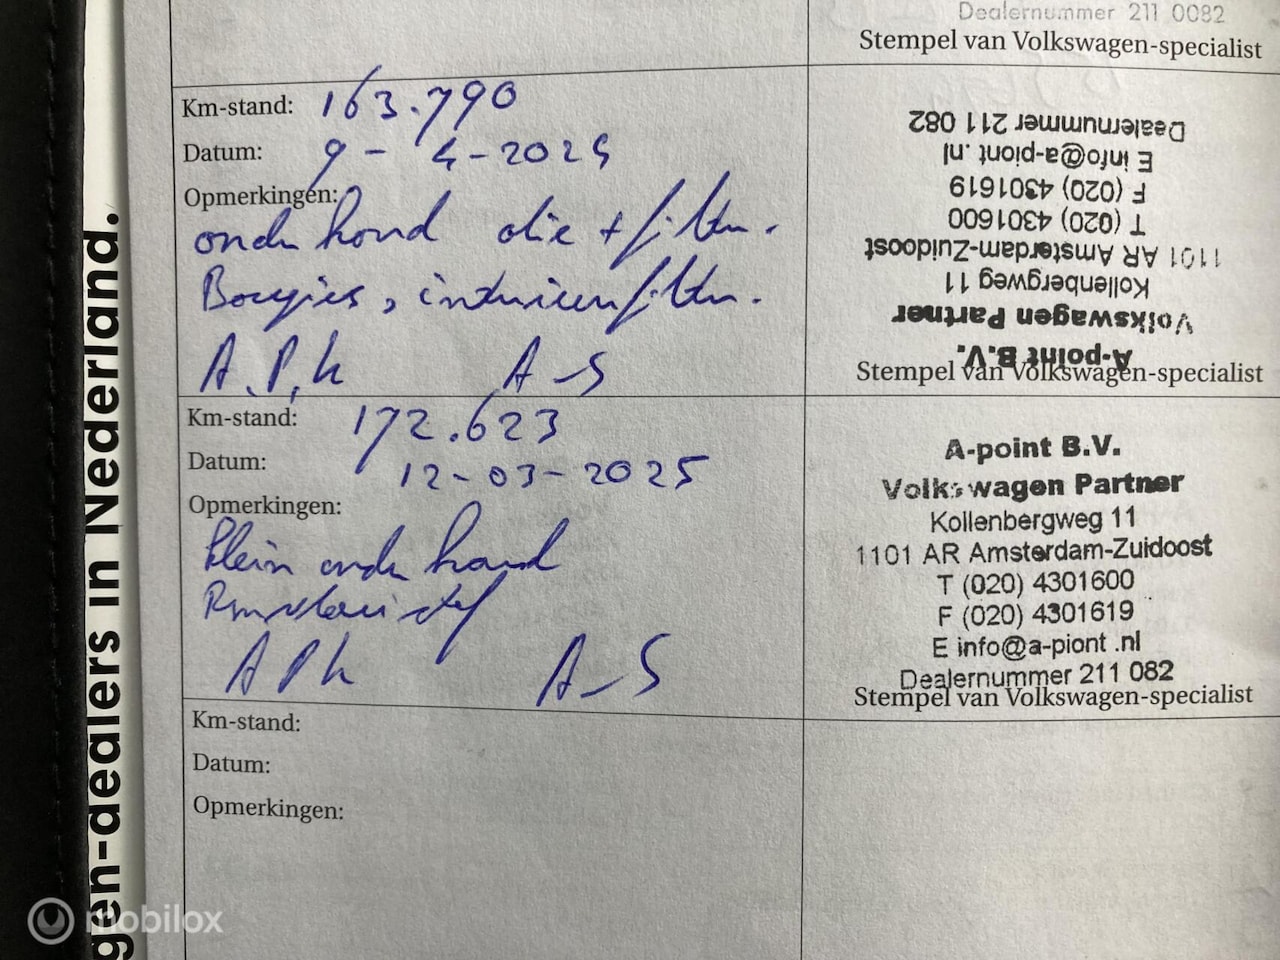 Dealernummer 211 0082
Stempel van Volkswagen-specialist
Km-stand: 163.790
Datum: 9-4-2024
Opmerkingen:
onderhoud olie + filter.
Bougies, interieurfilter.
A.P.K A-S
A-point B.V.
Volkswagen Partner
Kollenbergweg 11
1101 AR Amsterdam-Zuidoost
T (020) 4301600
F (020) 4301619
E info@a-piont .nl
Dealernummer 211 082
Stempel van Volkswagen-specialist
Km-stand: 172.623
Datum: 12-03-2025
Opmerkingen:
klein onderhoud
Remvloeistof
APK A-S
A-point B.V.
Volkswagen Partner
Kollenbergweg 11
1101 AR Amsterdam-Zuidoost
T (020) 4301600
F (020) 4301619
E info@a-piont .nl
Dealernummer 211 082
Stempel van Volkswagen-specialist
Km-stand:
Datum:
Opmerkingen:
gen-dealers in Nederland.
mobilox